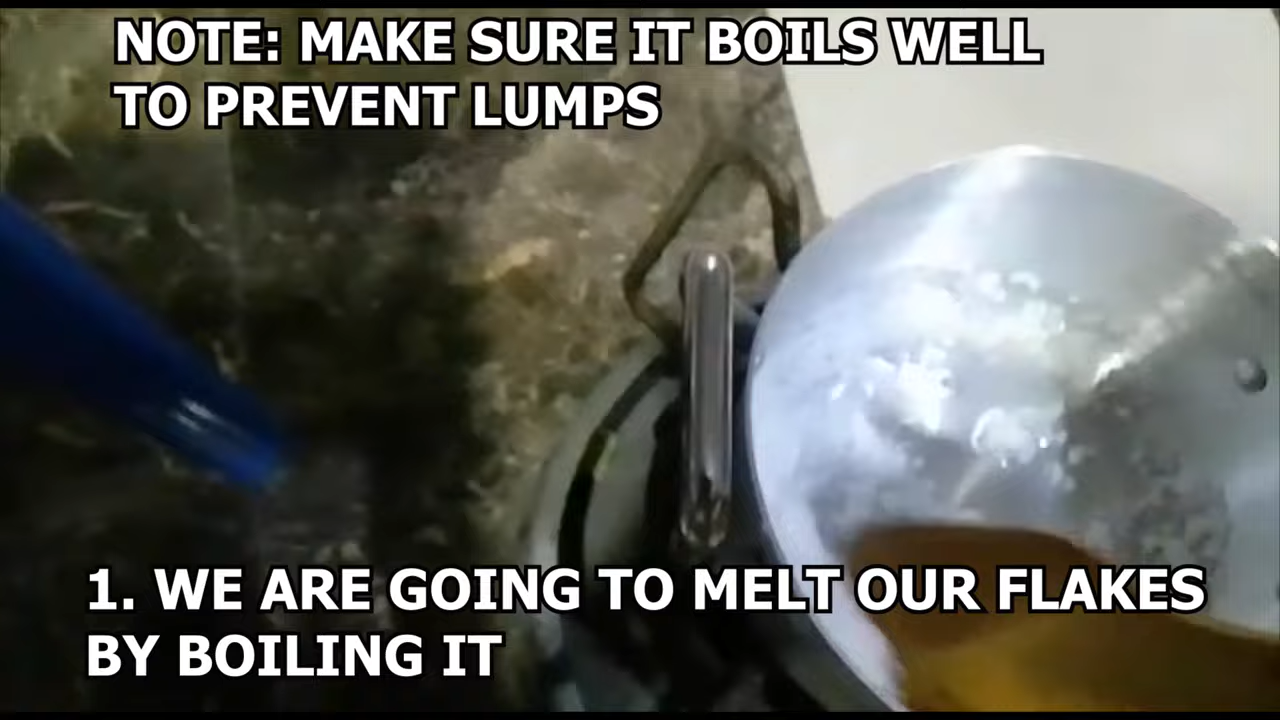 NOTE: MAKE SURE IT BOILS WELL
TO PREVENT LUMPS
1. WE ARE GOING TO MELT OUR FLAKES
BY BOILING IT